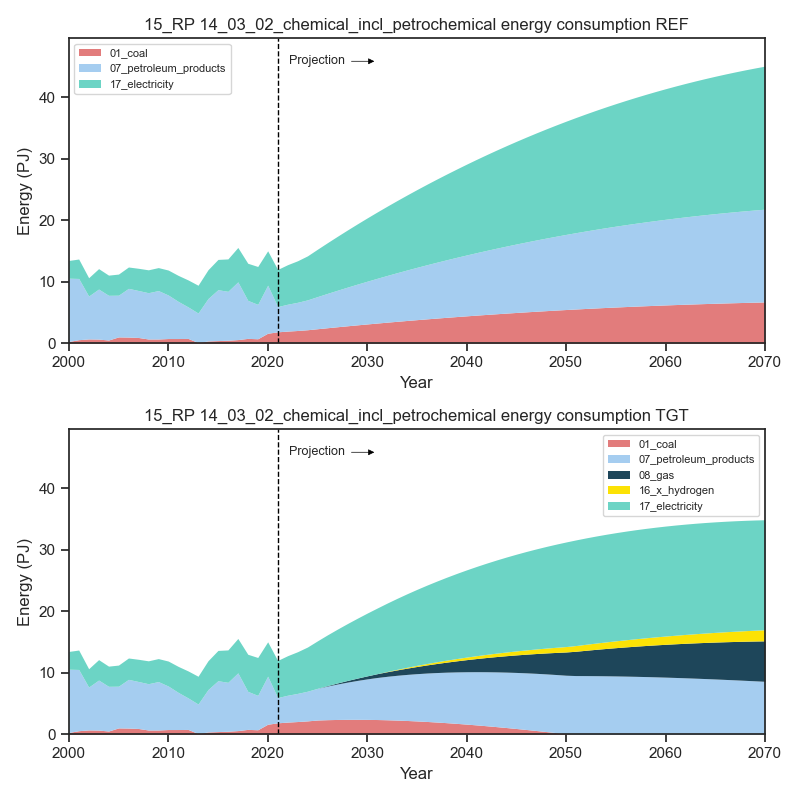 15_RP 14_03_02_chemical_incl_petrochemical energy consumption REF
01_coal
07_petroleum_products
17_electricity
Projection
40
30
20
10
0
Energy (PJ)
2000 2010 2020 2030 2040 2050 2060 2070
Year
15_RP 14_03_02_chemical_incl_petrochemical energy consumption TGT
Projection
01_coal
07_petroleum_products
08_gas
16_x_hydrogen
17_electricity
40
30
20
10
0
Energy (PJ)
2000 2010 2020 2030 2040 2050 2060 2070
Year